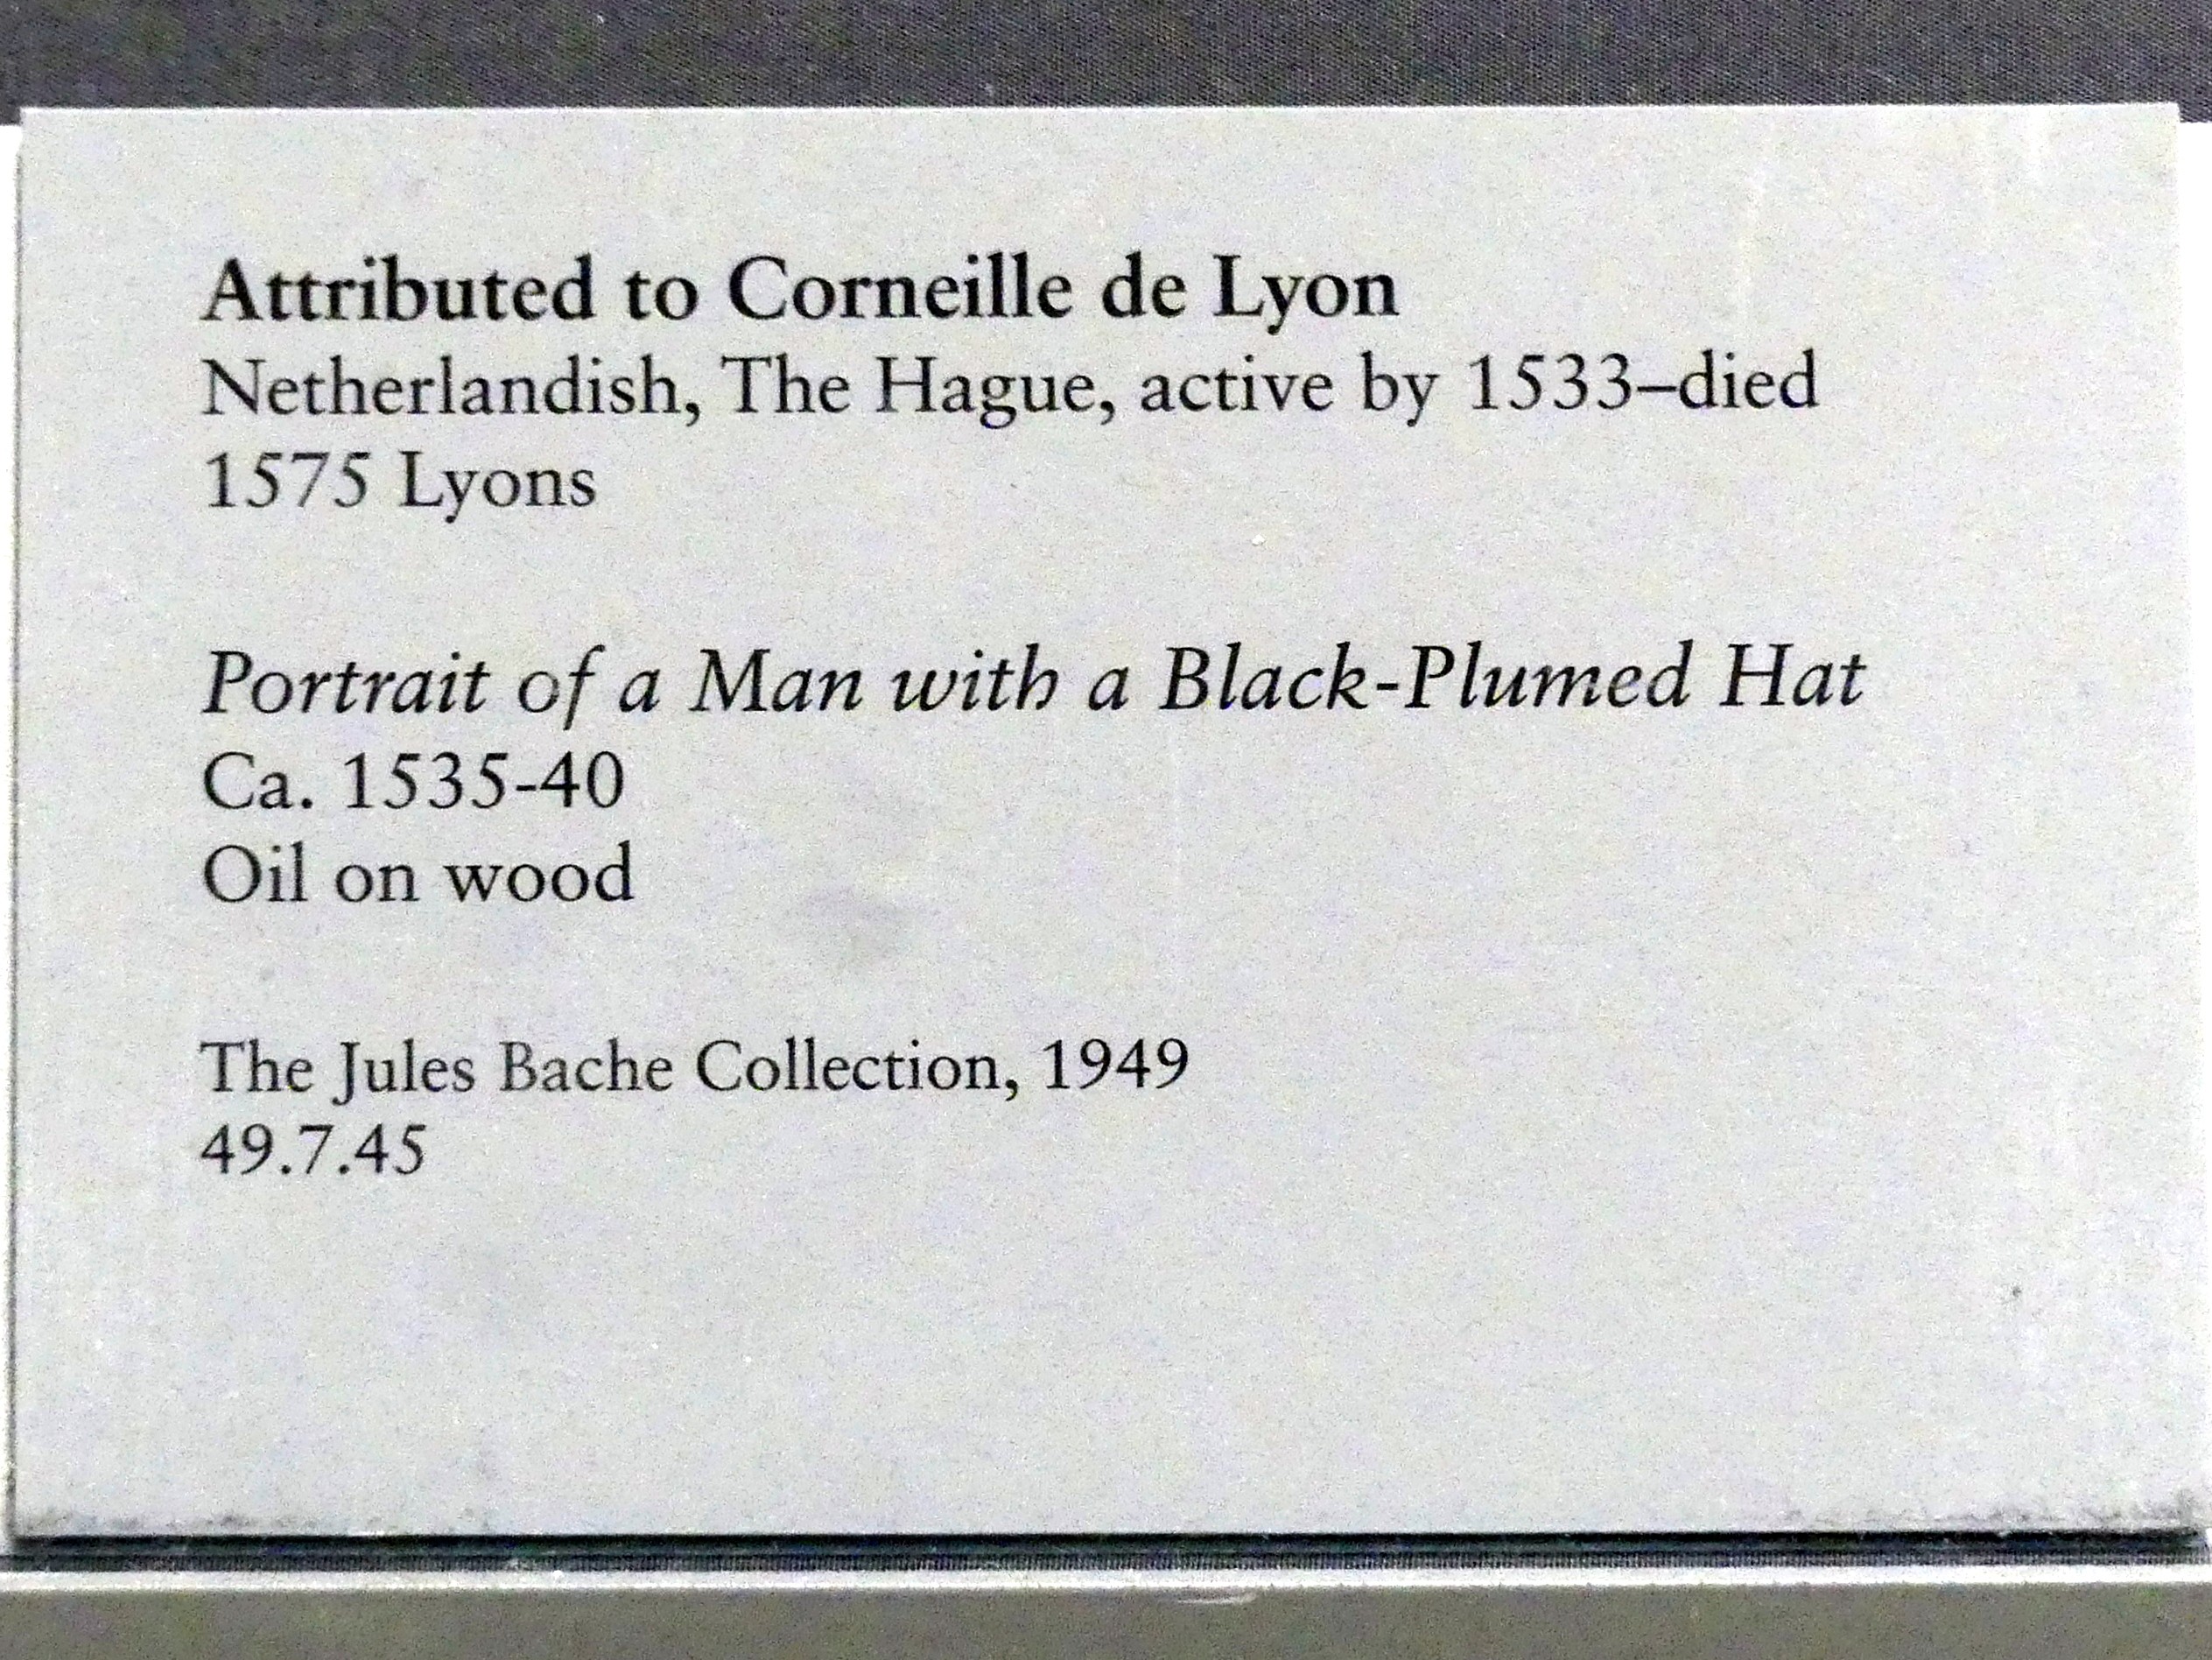 Attributed to Corneille de Lyon
Netherlandish, The Hague, active by 1533–died
1575 Lyons
Portrait of a Man with a Black-Plumed Hat
Ca. 1535-40
Oil on wood
The Jules Bache Collection, 1949
49.7.45